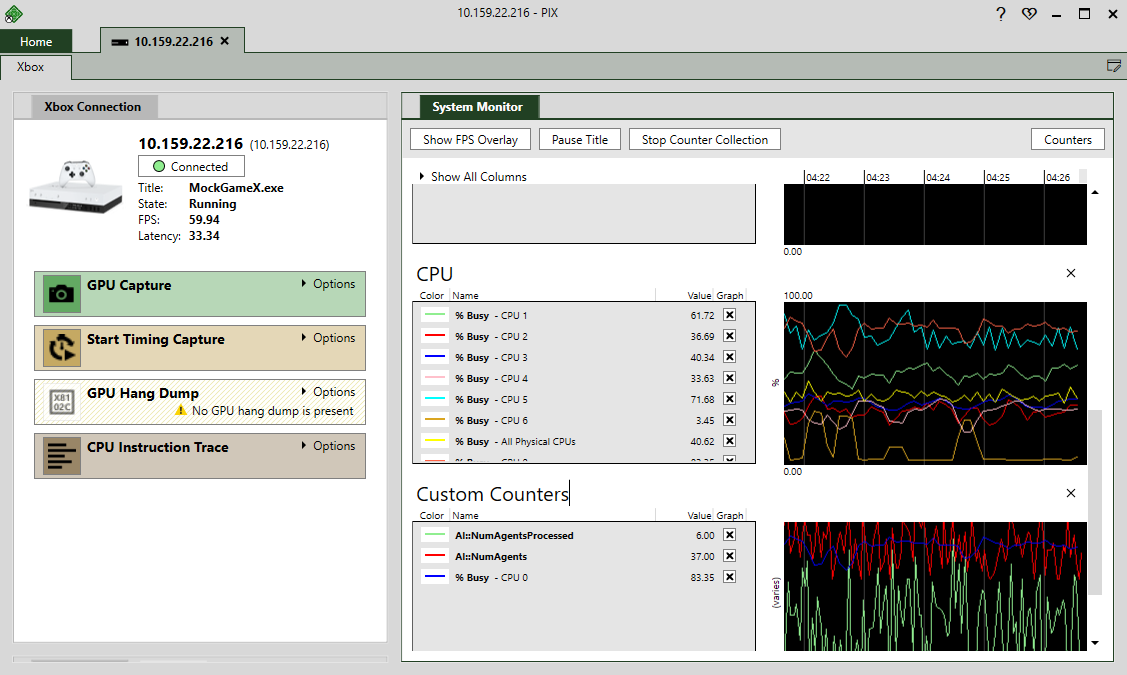 10.159.22.216 - PIX
Home
10.159.22.216
Xbox
Xbox Connection
10.159.22.216 (10.159.22.216)
Connected
Title: MockGameX.exe
State: Running
FPS: 59.94
Latency: 33.34
GPU Capture
Options
Start Timing Capture
Options
GPU Hang Dump
Options
No GPU hang dump is present
CPU Instruction Trace
Options
System Monitor
Show FPS Overlay
Pause Title
Stop Counter Collection
Counters
Show All Columns
04:22 04:23 04:24 04:25 04:26
0.00
CPU
Color Name Value Graph
% Busy - CPU 1 61.72
% Busy - CPU 2 36.69
% Busy - CPU 3 40.34
% Busy - CPU 4 33.63
% Busy - CPU 5 71.68
% Busy - CPU 6 3.45
% Busy - All Physical CPUs 40.62
% Busy - CPU
100.00
%
0.00
Custom Counters
Color Name Value Graph
AI::NumAgentsProcessed 6.00
AI::NumAgents 37.00
% Busy - CPU 0 83.35
(varies)